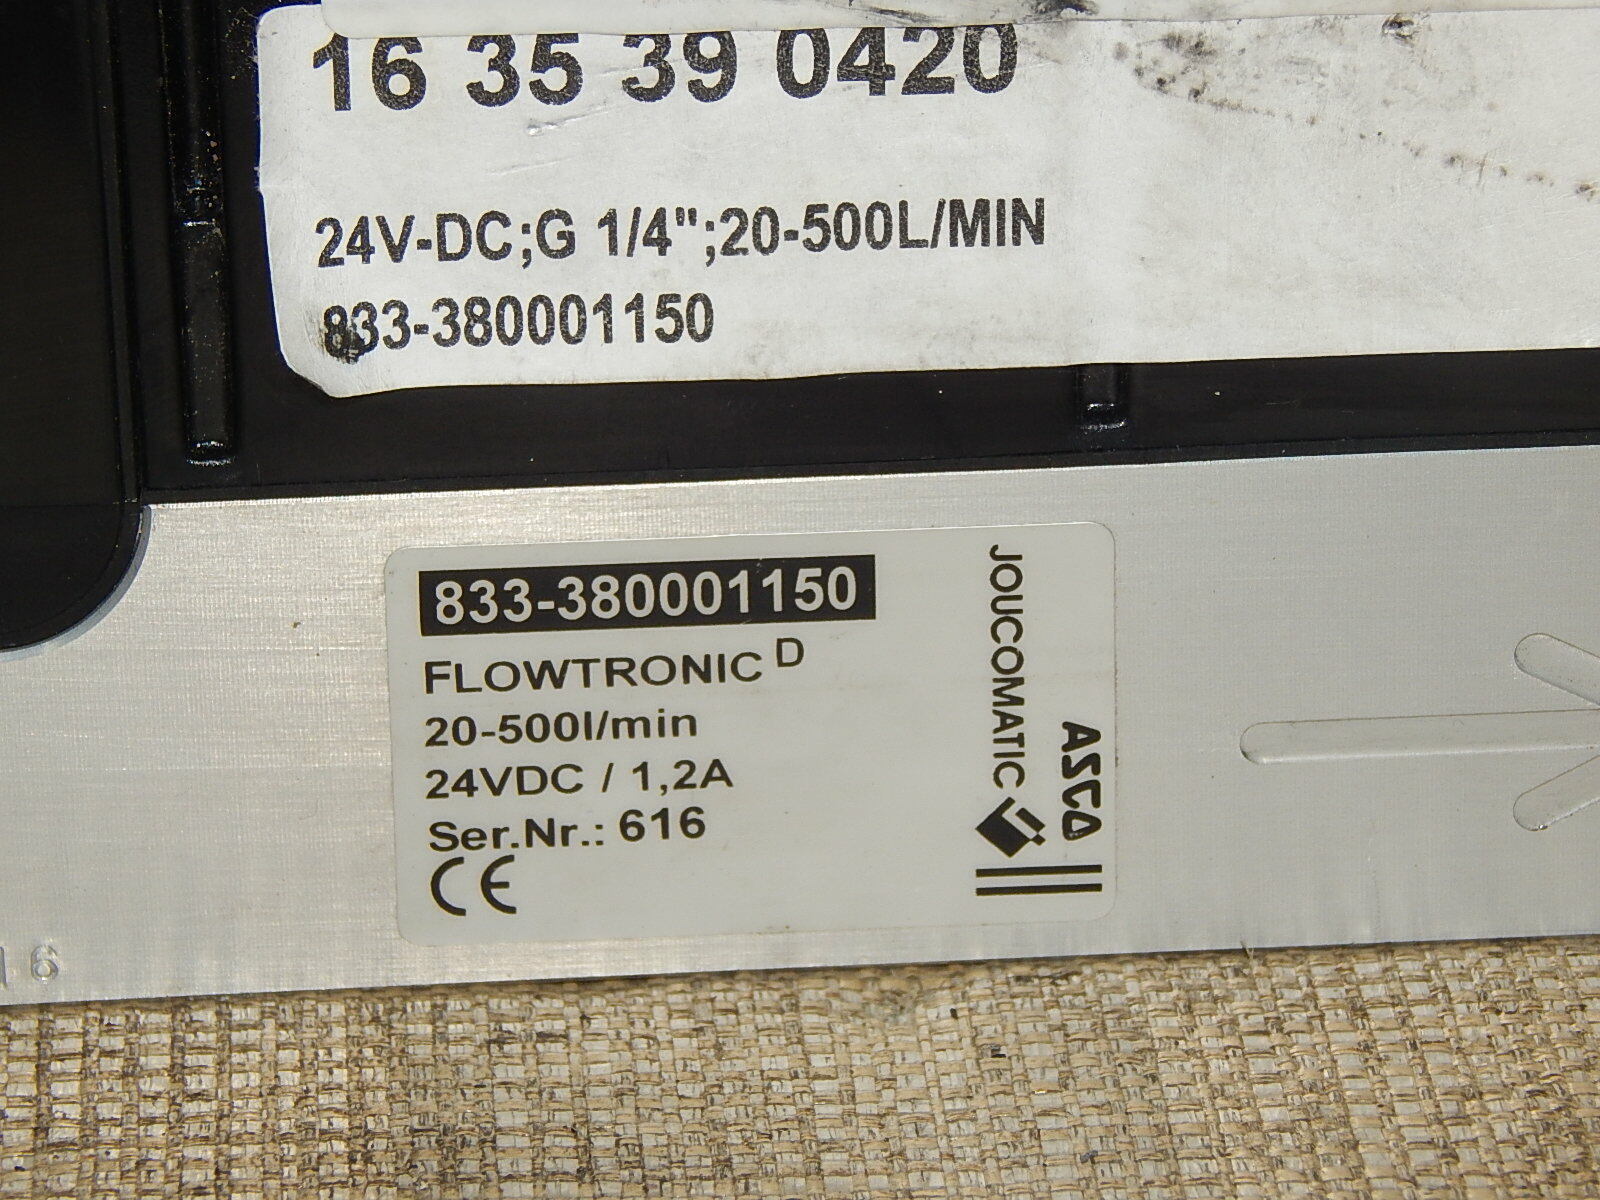 16 35 39 0420
24V-DC;G 1/4";20-500L/MIN
833-380001150
833-380001150
FLOWTRONIC D
20-500l/min
24VDC / 1,2A
Ser.Nr.: 616
CE
JOUCOMATIC
ASCO
16